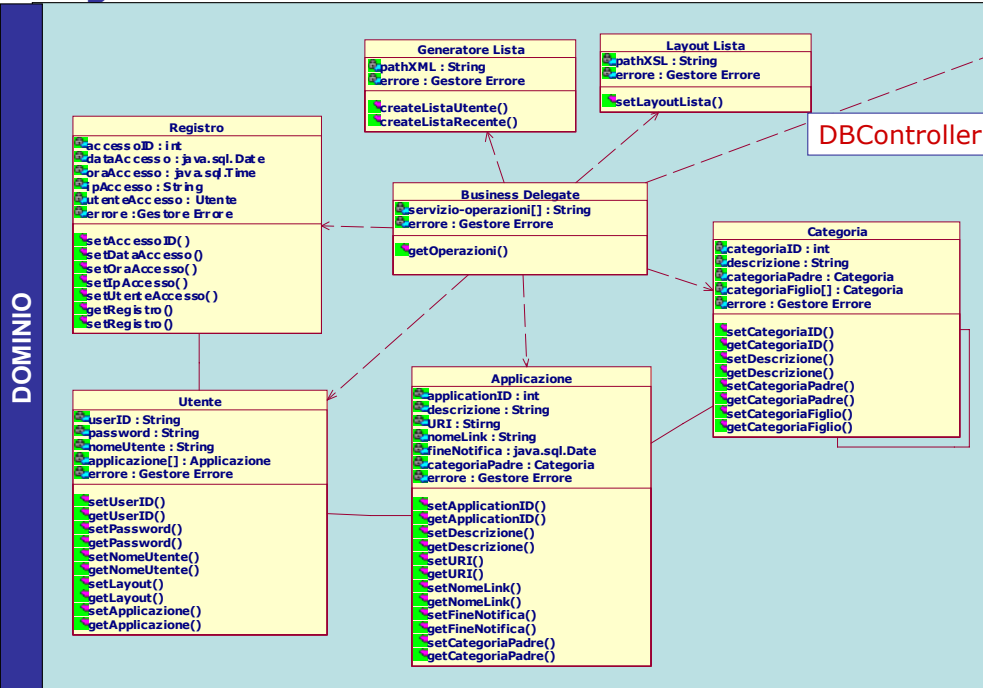 DOMINIO
Generatore Lista
pathXML : String
errore : Gestore Errore
createListaUtente()
createListaRecente()
Layout Lista
pathXSL : String
errore : Gestore Errore
setLayoutLista()
DBController
Registro
accessoID : int
dataAccesso : java.sql.Date
oraAccesso : java.sql.Time
ipAccesso : String
utenteAccesso : Utente
errore : Gestore Errore
setAccessoID()
setDataAccesso()
setOraAccesso()
setIpAccesso()
setUtenteAccesso()
getRegistro()
setRegistro()
Business Delegate
servizio-operazioni[] : String
errore : Gestore Errore
getOperazioni()
Categoria
categoriaID : int
descrizione : String
categoriaPadre : Categoria
categoriaFiglio[] : Categoria
errore : Gestore Errore
setCategoriaID()
getCategoriaID()
setDescrizione()
getDescrizione()
setCategoriaPadre()
getCategoriaPadre()
setCategoriaFiglio()
getCategoriaFiglio()
Utente
userID : String
password : String
nomeUtente : String
applicazione[] : Applicazione
errore : Gestore Errore
setUserID()
getUserID()
setPassword()
getPassword()
setNomeUtente()
getNomeUtente()
setLayout()
getLayout()
setApplicazione()
getApplicazione()
Applicazione
applicationID : int
descrizione : String
URI : Stirng
nomeLink : String
fineNotifica : java.sql.Date
categoriaPadre : Categoria
errore : Gestore Errore
setApplicationID()
getApplicationID()
setDescrizione()
getDescrizione()
setURI()
getURI()
setNomeLink()
getNomeLink()
setFineNotifica()
getFineNotifica()
setCategoriaPadre()
getCategoriaPadre()